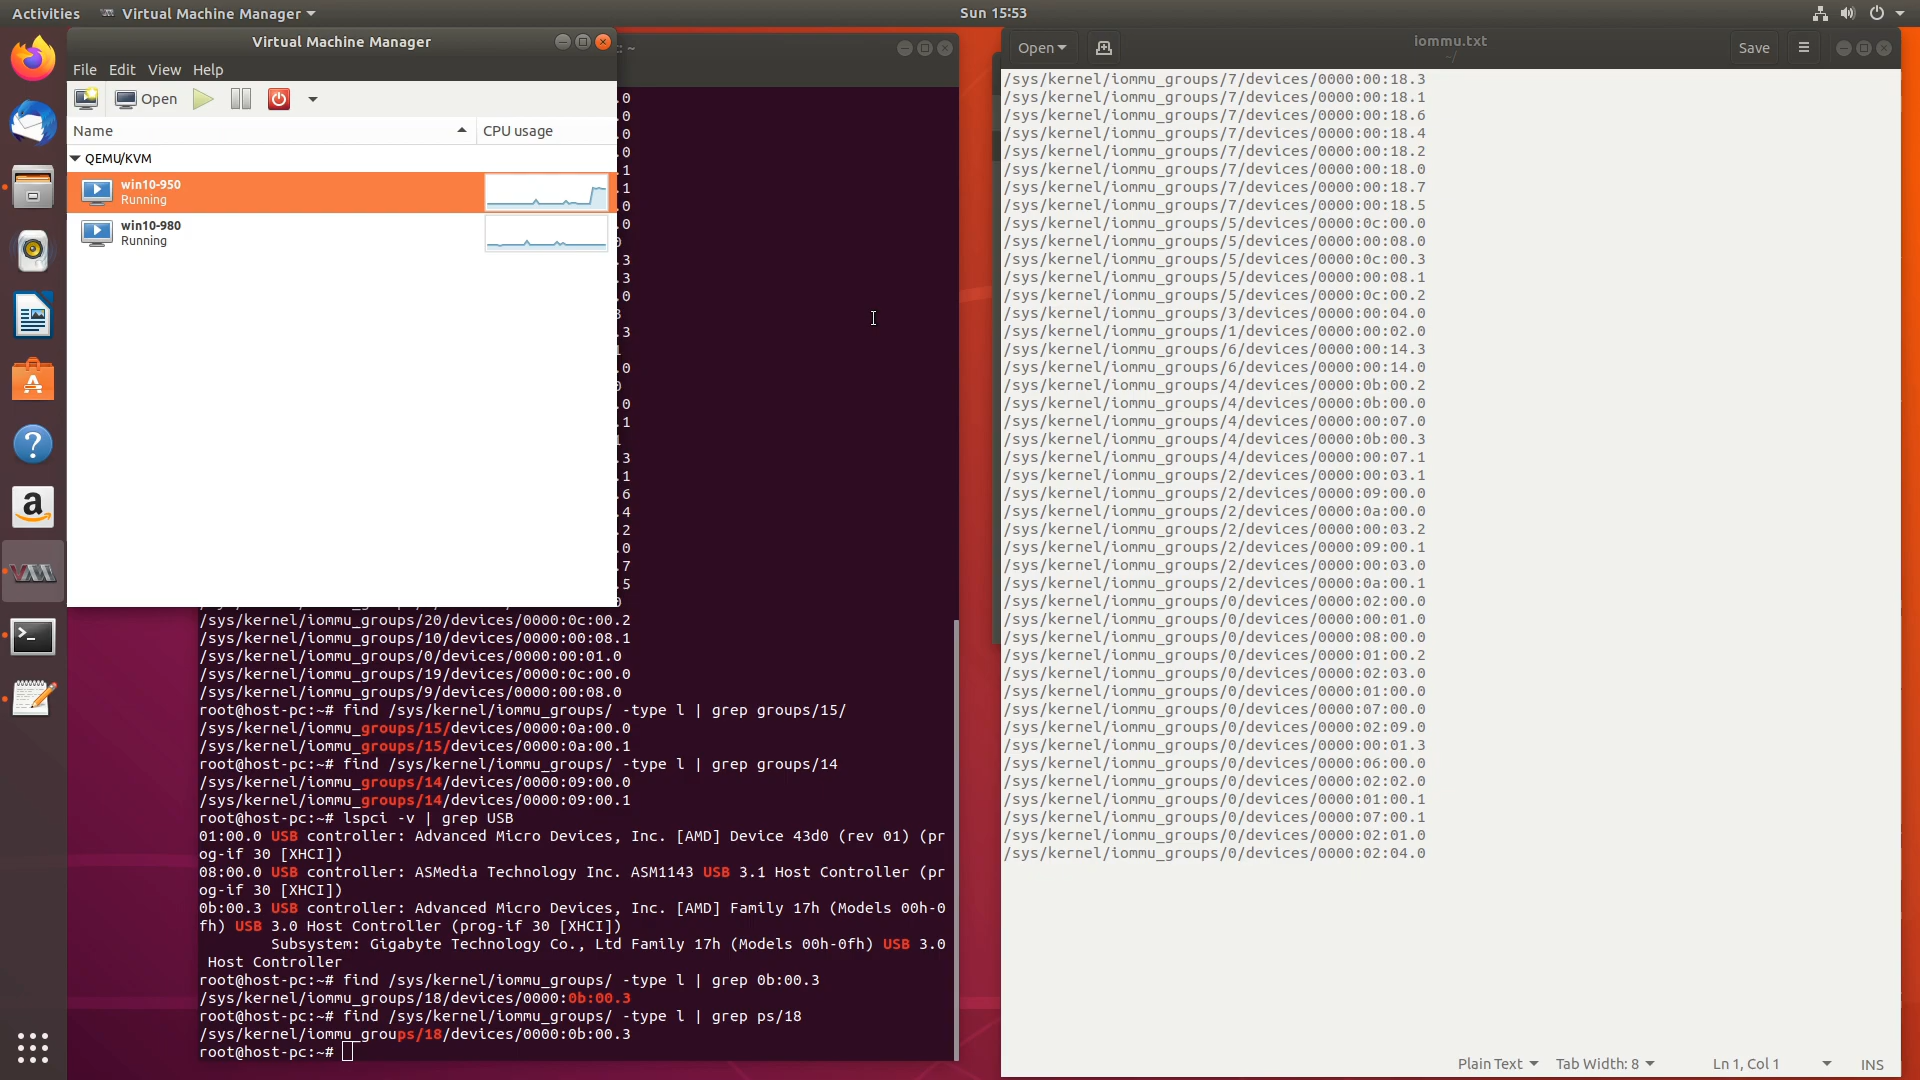 Activities
Virtual Machine Manager
Sun 15:53
Virtual Machine Manager
File Edit View Help
Open
Name
CPU usage
QEMU/KVM
win10-950
Running
win10-980
Running
: ~
.0
.0
.0
.0
.1
.1
.0
.0
.3
.3
.0
.3
.0
.0
.1
.3
.1
.6
.4
.2
.0
.7
.5
/sys/kernel/iommu_groups/20/devices/0000:0c:00.2
/sys/kernel/iommu_groups/10/devices/0000:00:08.1
/sys/kernel/iommu_groups/0/devices/0000:00:01.0
/sys/kernel/iommu_groups/19/devices/0000:0c:00.0
/sys/kernel/iommu_groups/9/devices/0000:00:08.0
root@host-pc:~# find /sys/kernel/iommu_groups/ -type l | grep groups/15/
/sys/kernel/iommu_groups/15/devices/0000:0a:00.0
/sys/kernel/iommu_groups/15/devices/0000:0a:00.1
root@host-pc:~# find /sys/kernel/iommu_groups/ -type l | grep groups/14
/sys/kernel/iommu_groups/14/devices/0000:09:00.0
/sys/kernel/iommu_groups/14/devices/0000:09:00.1
root@host-pc:~# lspci -v | grep USB
01:00.0 USB controller: Advanced Micro Devices, Inc. [AMD] Device 43d0 (rev 01) (pr
og-if 30 [XHCI])
08:00.0 USB controller: ASMedia Technology Inc. ASM1143 USB 3.1 Host Controller (pr
og-if 30 [XHCI])
0b:00.3 USB controller: Advanced Micro Devices, Inc. [AMD] Family 17h (Models 00h-0
fh) USB 3.0 Host Controller (prog-if 30 [XHCI])
Subsystem: Gigabyte Technology Co., Ltd Family 17h (Models 00h-0fh) USB 3.0
Host Controller
root@host-pc:~# find /sys/kernel/iommu_groups/ -type l | grep 0b:00.3
/sys/kernel/iommu_groups/18/devices/0000:0b:00.3
root@host-pc:~# find /sys/kernel/iommu_groups/ -type l | grep ps/18
/sys/kernel/iommu_groups/18/devices/0000:0b:00.3
root@host-pc:~#
Open
iommu.txt
~/
Save
/sys/kernel/iommu_groups/7/devices/0000:00:18.3
/sys/kernel/iommu_groups/7/devices/0000:00:18.1
/sys/kernel/iommu_groups/7/devices/0000:00:18.6
/sys/kernel/iommu_groups/7/devices/0000:00:18.4
/sys/kernel/iommu_groups/7/devices/0000:00:18.2
/sys/kernel/iommu_groups/7/devices/0000:00:18.0
/sys/kernel/iommu_groups/7/devices/0000:00:18.7
/sys/kernel/iommu_groups/7/devices/0000:00:18.5
/sys/kernel/iommu_groups/5/devices/0000:0c:00.0
/sys/kernel/iommu_groups/5/devices/0000:00:08.0
/sys/kernel/iommu_groups/5/devices/0000:0c:00.3
/sys/kernel/iommu_groups/5/devices/0000:00:08.1
/sys/kernel/iommu_groups/5/devices/0000:0c:00.2
/sys/kernel/iommu_groups/3/devices/0000:00:04.0
/sys/kernel/iommu_groups/1/devices/0000:00:02.0
/sys/kernel/iommu_groups/6/devices/0000:00:14.3
/sys/kernel/iommu_groups/6/devices/0000:00:14.0
/sys/kernel/iommu_groups/4/devices/0000:0b:00.2
/sys/kernel/iommu_groups/4/devices/0000:0b:00.0
/sys/kernel/iommu_groups/4/devices/0000:00:07.0
/sys/kernel/iommu_groups/4/devices/0000:0b:00.3
/sys/kernel/iommu_groups/4/devices/0000:00:07.1
/sys/kernel/iommu_groups/2/devices/0000:00:03.1
/sys/kernel/iommu_groups/2/devices/0000:09:00.0
/sys/kernel/iommu_groups/2/devices/0000:0a:00.0
/sys/kernel/iommu_groups/2/devices/0000:00:03.2
/sys/kernel/iommu_groups/2/devices/0000:09:00.1
/sys/kernel/iommu_groups/2/devices/0000:00:03.0
/sys/kernel/iommu_groups/2/devices/0000:0a:00.1
/sys/kernel/iommu_groups/0/devices/0000:02:00.0
/sys/kernel/iommu_groups/0/devices/0000:00:01.0
/sys/kernel/iommu_groups/0/devices/0000:08:00.0
/sys/kernel/iommu_groups/0/devices/0000:01:00.2
/sys/kernel/iommu_groups/0/devices/0000:02:03.0
/sys/kernel/iommu_groups/0/devices/0000:01:00.0
/sys/kernel/iommu_groups/0/devices/0000:07:00.0
/sys/kernel/iommu_groups/0/devices/0000:02:09.0
/sys/kernel/iommu_groups/0/devices/0000:00:01.3
/sys/kernel/iommu_groups/0/devices/0000:06:00.0
/sys/kernel/iommu_groups/0/devices/0000:02:02.0
/sys/kernel/iommu_groups/0/devices/0000:01:00.1
/sys/kernel/iommu_groups/0/devices/0000:07:00.1
/sys/kernel/iommu_groups/0/devices/0000:02:01.0
/sys/kernel/iommu_groups/0/devices/0000:02:04.0
Plain Text
Tab Width: 8
Ln 1, Col 1
INS